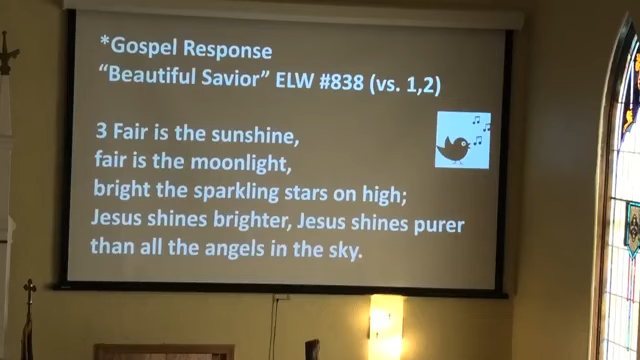 *Gospel Response
“Beautiful Savior” ELW #838 (vs. 1,2)
3 Fair is the sunshine,
fair is the moonlight,
bright the sparkling stars on high;
Jesus shines brighter, Jesus shines purer
than all the angels in the sky.